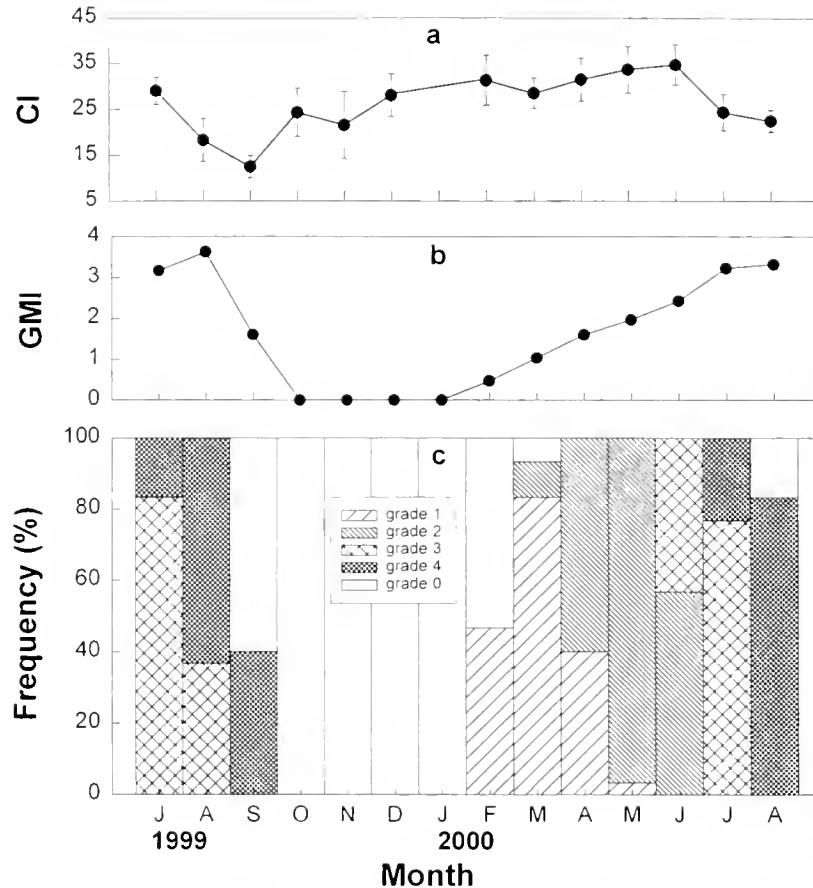 a
CI
45
35
25
15
5
b
GMI
4
3
2
1
0
c
Frequency (%)
100
80
60
40
20
0
grade 1
grade 2
grade 3
grade 4
grade 0
J A S O N D J F M A M J J A
1999 2000
Month